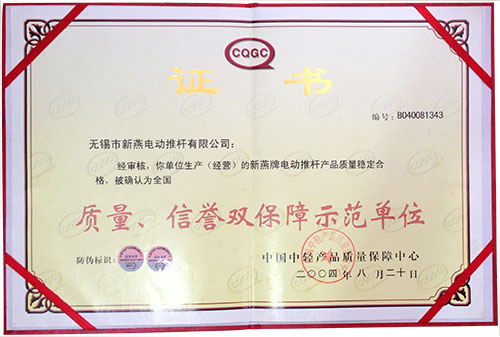 CQGC
证 书
编号：B040081343
无锡市新燕电动推杆有限公司：
经审核，你单位生产（经营）的新燕牌电动推杆产品质量稳定合
格，被确认为全国
质量、信誉双保障示范单位
防伪标识：
中国中轻产品质量保障中心
二〇〇四年八月二十日